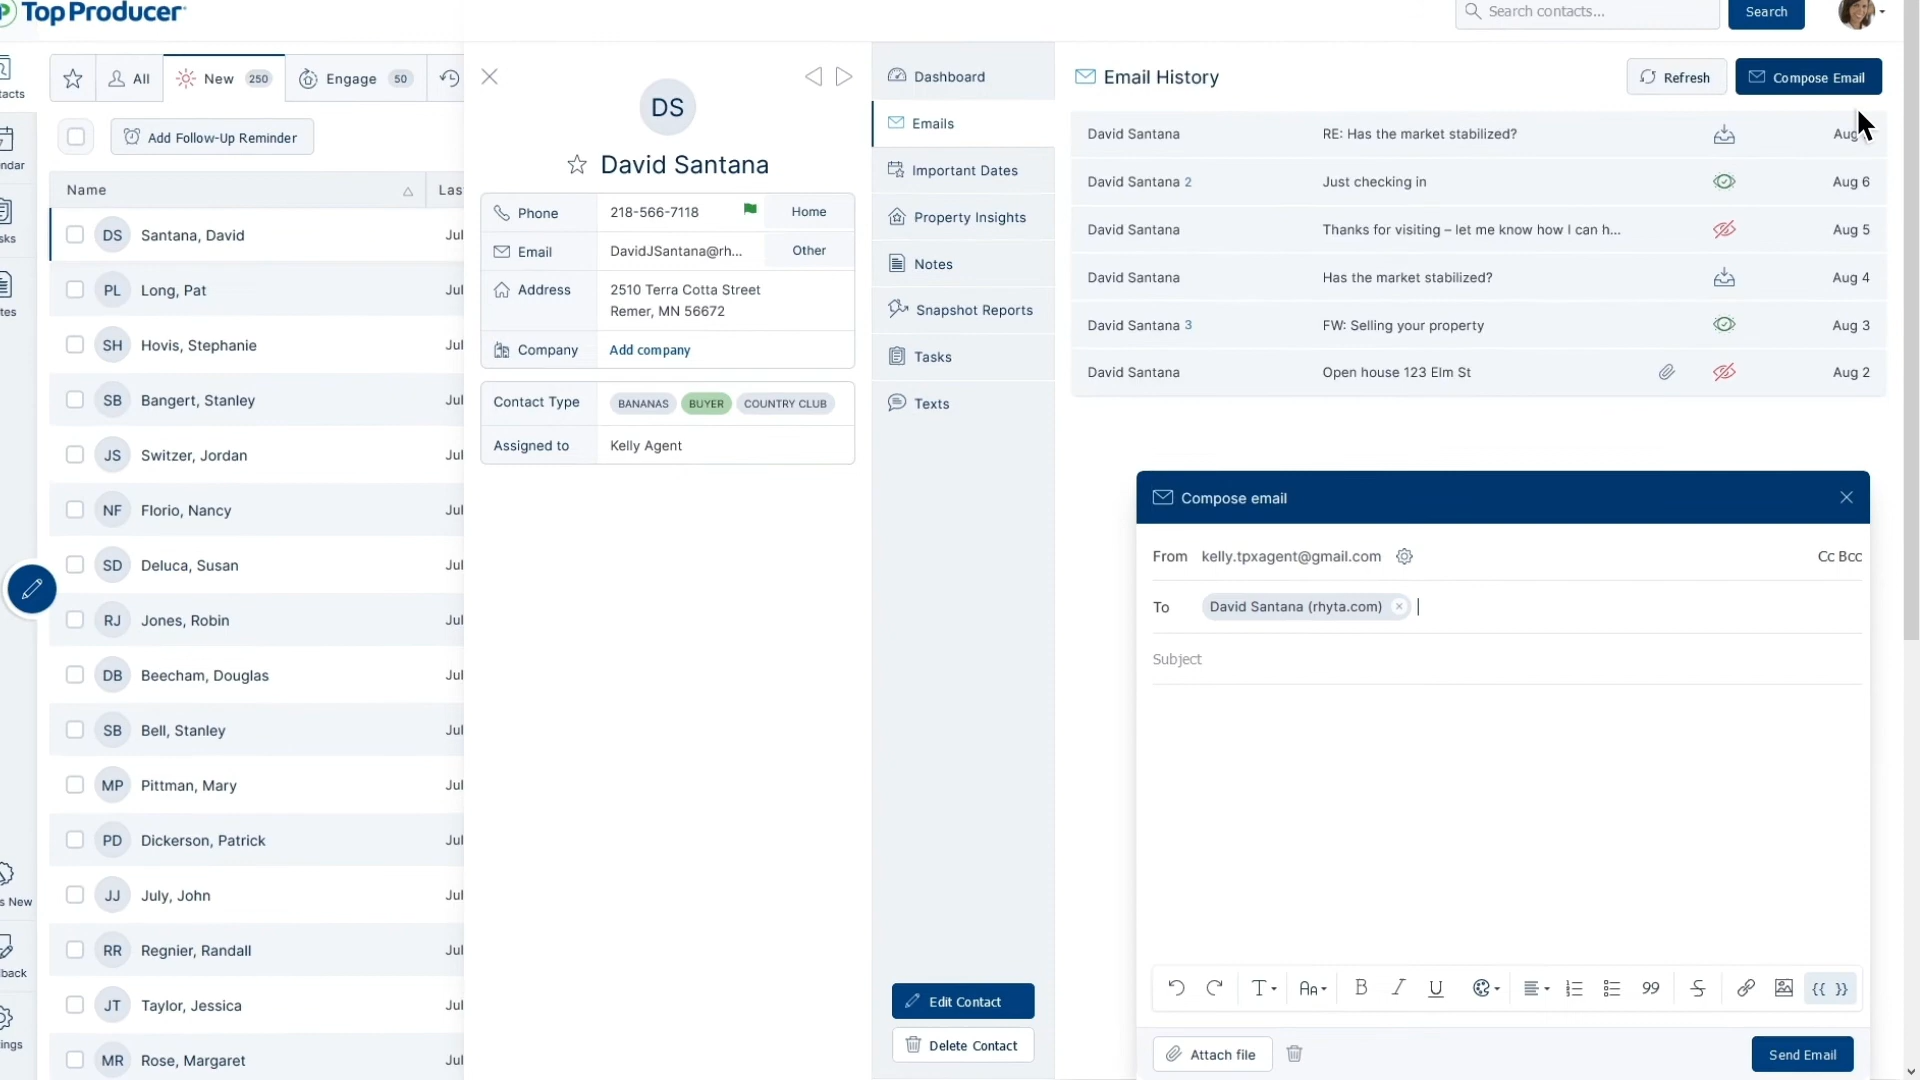 Top Producer
Search contacts...
Search
All
New 250
Engage 50
Add Follow-Up Reminder
Name
DS Santana, David Jul
PL Long, Pat Jul
SH Hovis, Stephanie Jul
SB Bangert, Stanley Jul
JS Switzer, Jordan Jul
NF Florio, Nancy Jul
SD Deluca, Susan Jul
RJ Jones, Robin Jul
DB Beecham, Douglas Jul
SB Bell, Stanley Jul
MP Pittman, Mary Jul
PD Dickerson, Patrick Jul
JJ July, John Jul
RR Regnier, Randall Jul
JT Taylor, Jessica Jul
MR Rose, Margaret Jul
DS
David Santana
Phone 218-566-7118 Home
Email DavidJSantana@rh... Other
Address 2510 Terra Cotta Street
Remer, MN 56672
Company Add company
Contact Type BANANAS BUYER COUNTRY CLUB
Assigned to Kelly Agent
Dashboard
Emails
Important Dates
Property Insights
Notes
Snapshot Reports
Tasks
Texts
Edit Contact
Delete Contact
Email History
Refresh
Compose Email
David Santana RE: Has the market stabilized? Aug
David Santana 2 Just checking in Aug 6
David Santana Thanks for visiting – let me know how I can h... Aug 5
David Santana Has the market stabilized? Aug 4
David Santana 3 FW: Selling your property Aug 3
David Santana Open house 123 Elm St Aug 2
Compose email
From kelly.tpxagent@gmail.com Cc Bcc
To David Santana (rhyta.com) ×
Subject
Attach file
Send Email